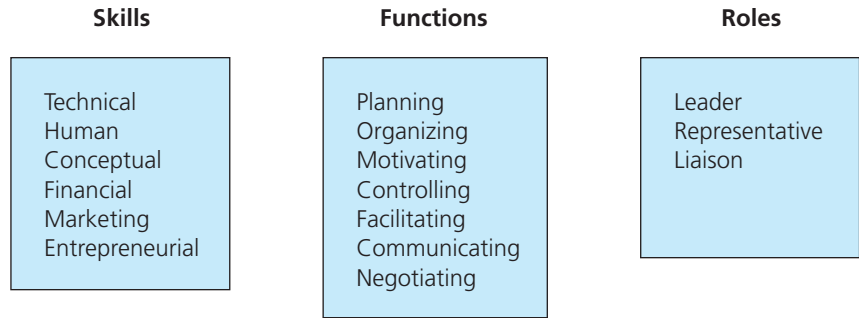 Skills
Technical
Human
Conceptual
Financial
Marketing
Entrepreneurial
Functions
Planning
Organizing
Motivating
Controlling
Facilitating
Communicating
Negotiating
Roles
Leader
Representative
Liaison